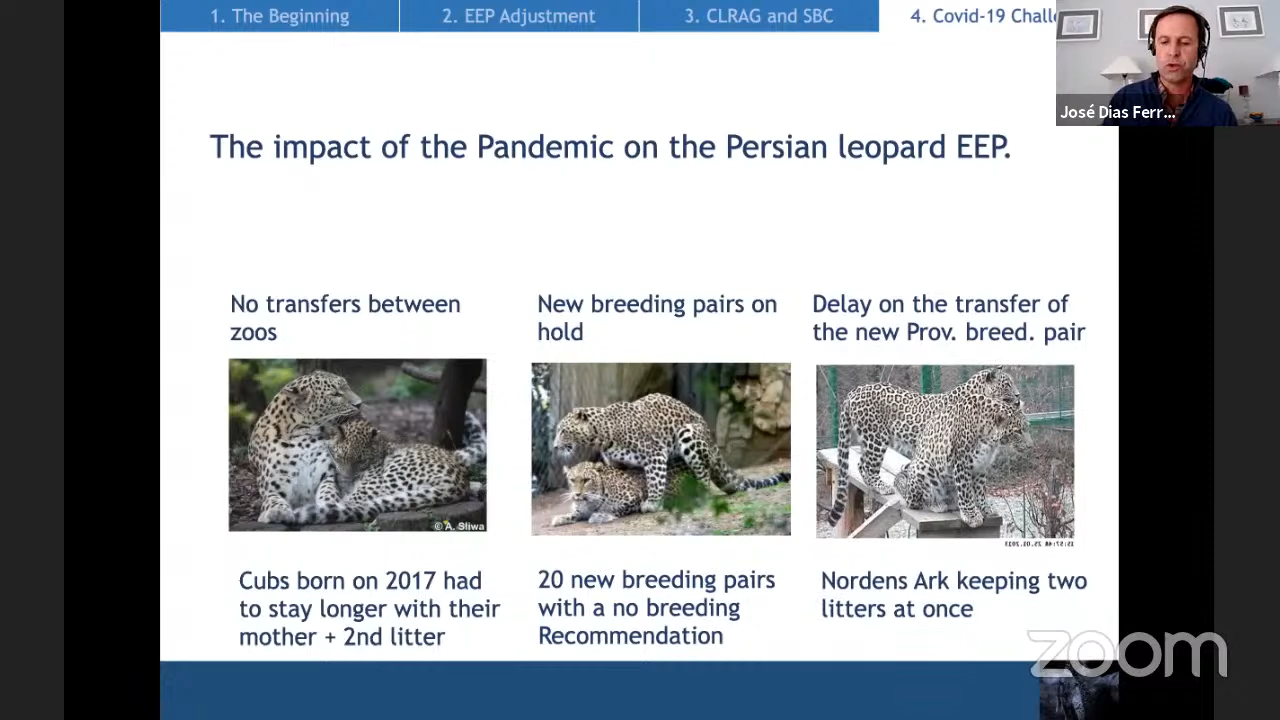 1. The Beginning
2. EEP Adjustment
3. CLRAG and SBC
4. Covid-19 Challe
José Dias Ferr...
The impact of the Pandemic on the Persian leopard EEP.
No transfers between
zoos
New breeding pairs on
hold
Delay on the transfer of
the new Prov. breed. pair
© A. Sliwa
Cubs born on 2017 had
to stay longer with their
mother + 2nd litter
20 new breeding pairs
with a no breeding
Recommendation
Nordens Ark keeping two
litters at once
zoom